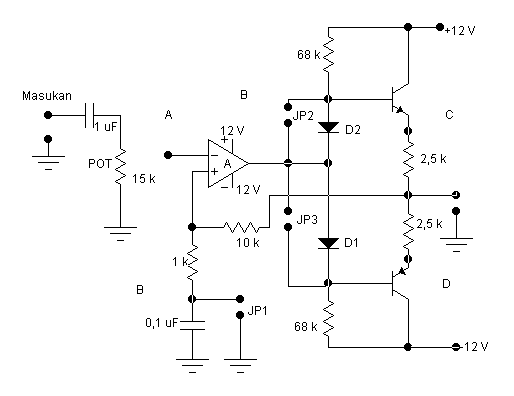 +12 V
68 k
Masukan
B
JP2
A
1 uF
12 V
D2
C
+
−
A
2,5 k
POT
+
15 k
−
12 V
JP3
2,5 k
10 k
D1
1 k
B
D
JP1
0,1 uF
68 k
-12 V